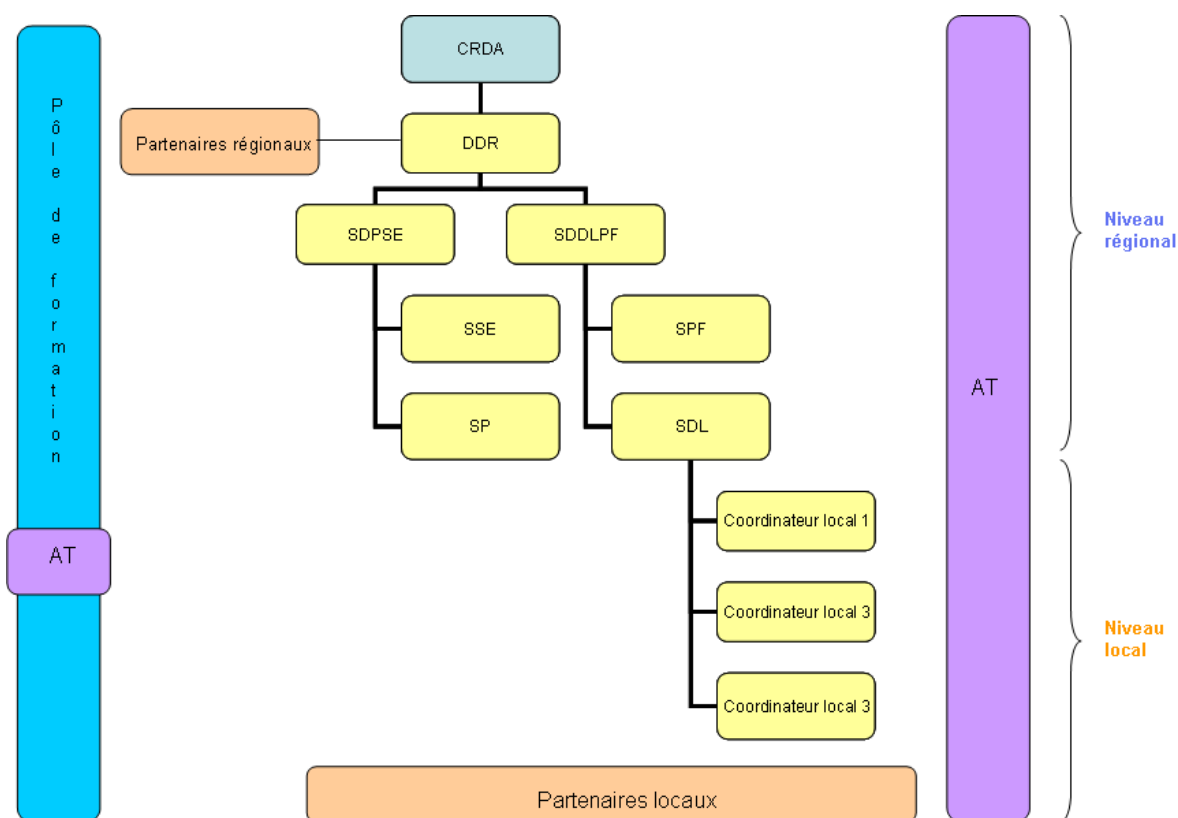 CRDA
Pôle de formation
Partenaires régionaux
DDR
SDPSE
SDDLPF
Niveau
régional
SSE
SPF
AT
SP
SDL
Coordinateur local 1
AT
Coordinateur local 3
Niveau
local
Coordinateur local 3
Partenaires locaux